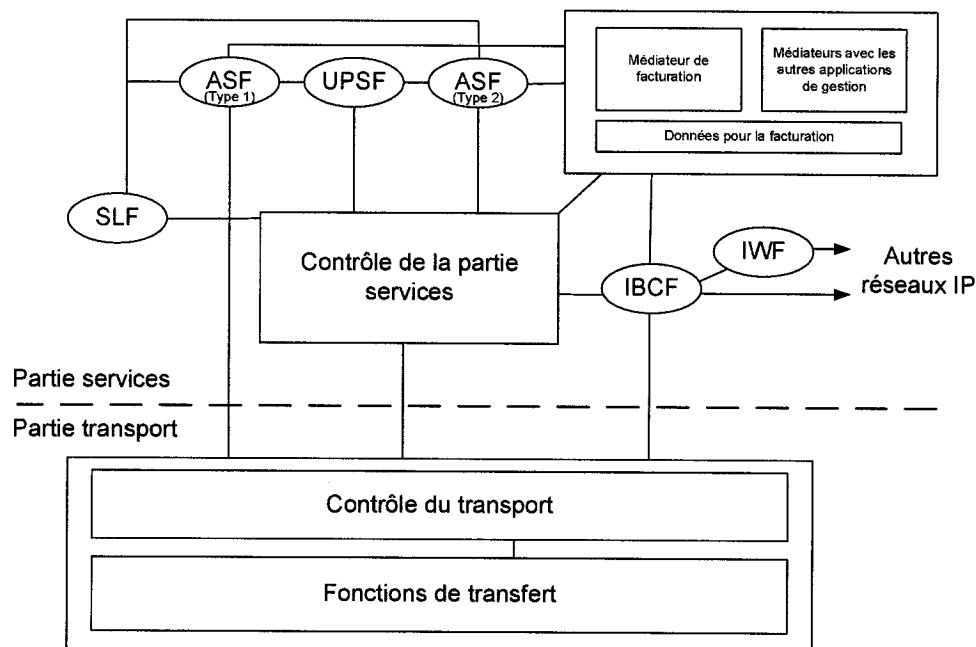 ASF
(Type 1)
UPSF
ASF
(Type 2)
Médiateur de
facturation
Médiateurs avec les
autres applications
de gestion
Données pour la facturation
SLF
Contrôle de la partie
services
IBCF
IWF
Autres
réseaux IP
Partie services
Partie transport
Contrôle du transport
Fonctions de transfert